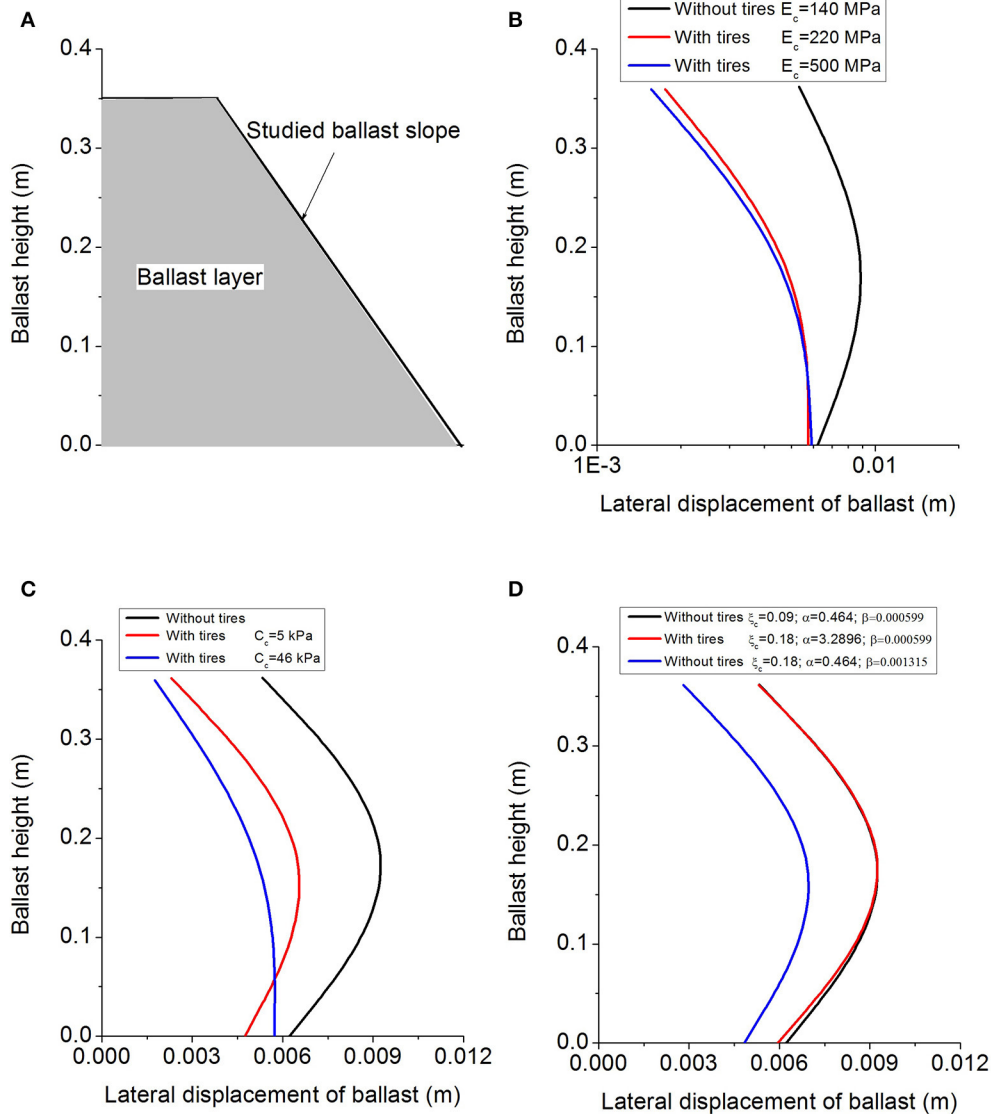 A
0.4
0.3
0.2
0.1
0.0
Ballast height (m)
Studied ballast slope
Ballast layer
B
Without tires E_c=140 MPa
With tires E_c=220 MPa
With tires E_c=500 MPa
0.4
0.3
0.2
0.1
0.0
Ballast height (m)
1E-3 0.01
Lateral displacement of ballast (m)
C
Without tires
With tires C_c=5 kPa
With tires C_c=46 kPa
0.4
0.3
0.2
0.1
0.0
Ballast height (m)
0.000 0.003 0.006 0.009 0.012
Lateral displacement of ballast (m)
D
Without tires ξ_c=0.09; α=0.464; β=0.000599
With tires ξ_c=0.18; α=3.2896; β=0.000599
Without tires ξ_c=0.18; α=0.464; β=0.001315
0.4
0.3
0.2
0.1
0.0
Ballast height (m)
0.000 0.003 0.006 0.009 0.012
Lateral displacement of ballast (m)